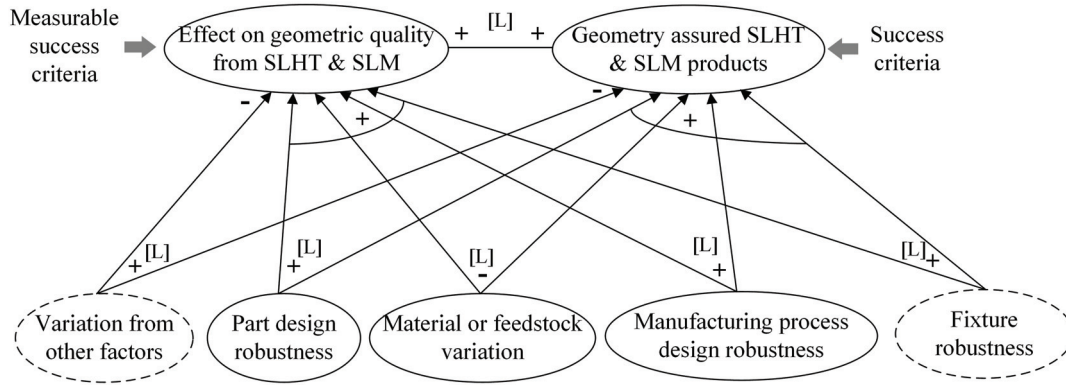 Measurable
success
criteria
Effect on geometric quality
from SLHT & SLM
+ [L] +
Geometry assured SLHT
& SLM products
Success
criteria
-
+
-
+
[L]
+
[L]
+
[L]
-
[L]
+
[L]
+
Variation from
other factors
Part design
robustness
Material or feedstock
variation
Manufacturing process
design robustness
Fixture
robustness